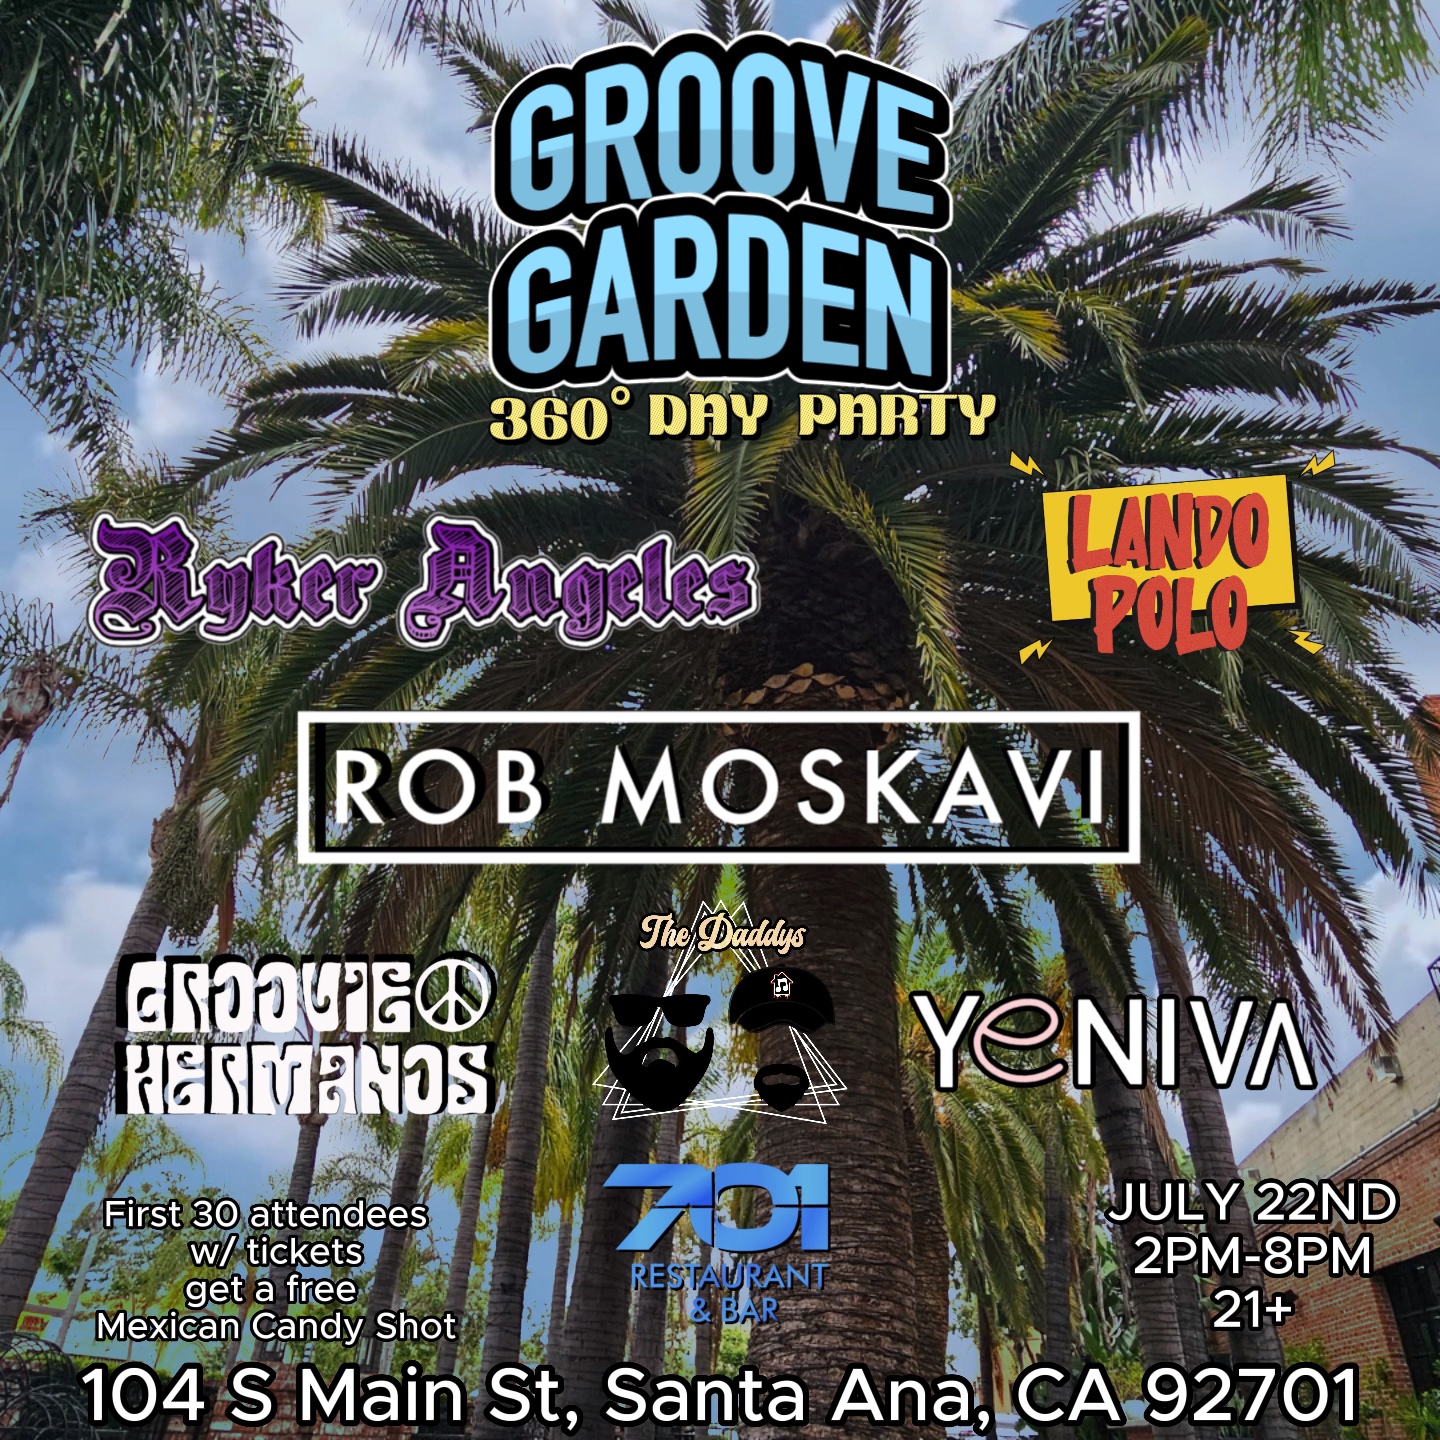 GROOVE
GARDEN
360° DAY PARTY
Ryker Angeles
LANDO
POLO
ROB MOSKAVI
The Daddys
GROOVIE
HERMANOS
YeNIVA
First 30 attendees
w/ tickets
get a free
Mexican Candy Shot
701
RESTAURANT
& BAR
JULY 22ND
2PM-8PM
21+
104 S Main St, Santa Ana, CA 92701